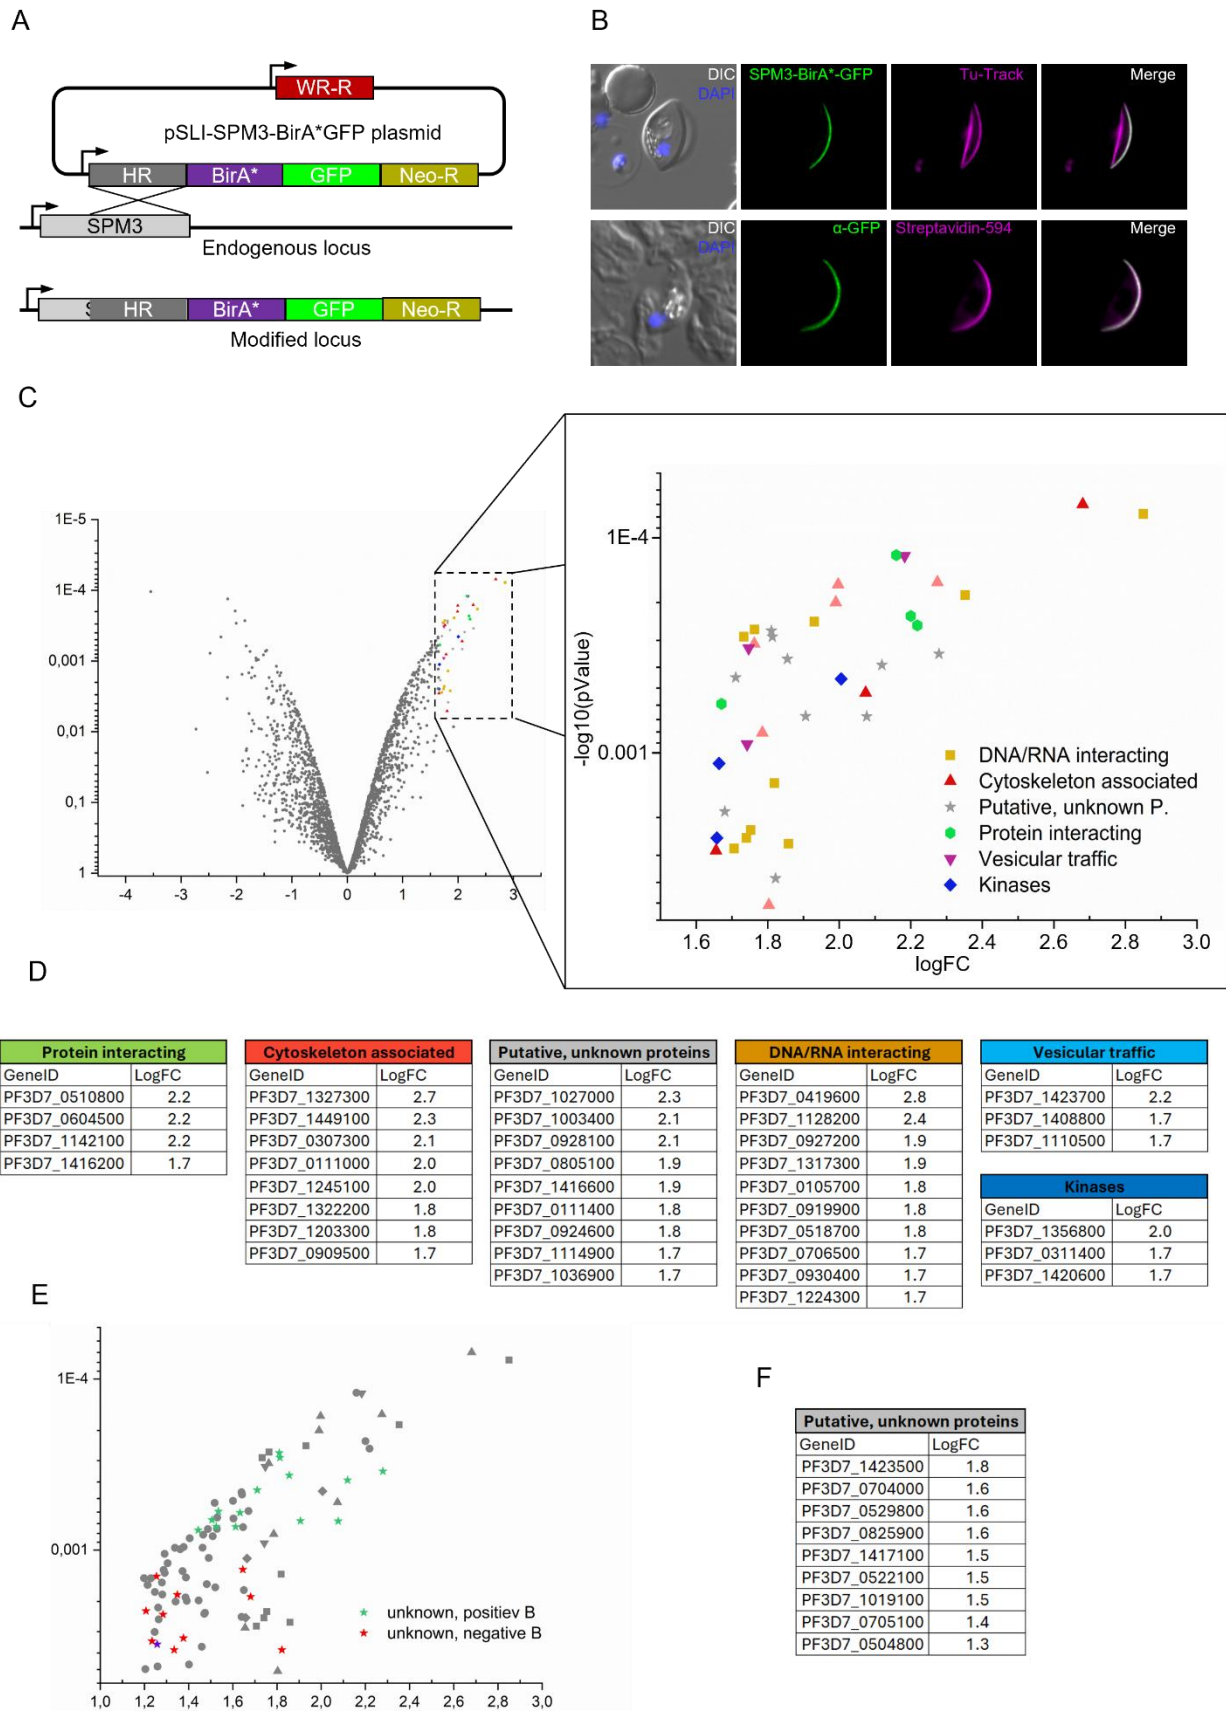 A
WR-R
pSLI-SPM3-BirA*GFP plasmid
HR BirA* GFP Neo-R
SPM3
Endogenous locus
HR BirA* GFP Neo-R
Modified locus
B
DIC
DAPI
SPM3-BirA*-GFP
Tu-Track
Merge
DIC
DAPI
α-GFP
Streptavidin-594
Merge
C
1E-5
1E-4
0,001
0,01
0,1
1
-4 -3 -2 -1 0 1 2 3
-log10(pValue)
1E-4
0.001
DNA/RNA interacting
Cytoskeleton associated
Putative, unknown P.
Protein interacting
Vesicular traffic
Kinases
1.6 1.8 2.0 2.2 2.4 2.6 2.8 3.0
logFC
D
Protein interacting
GeneID LogFC
PF3D7_0510800 2.2
PF3D7_0604500 2.2
PF3D7_1142100 2.2
PF3D7_1416200 1.7
Cytoskeleton associated
GeneID LogFC
PF3D7_1327300 2.7
PF3D7_1449100 2.3
PF3D7_0307300 2.1
PF3D7_0111000 2.0
PF3D7_1245100 2.0
PF3D7_1322200 1.8
PF3D7_1203300 1.8
PF3D7_0909500 1.7
Putative, unknown proteins
GeneID LogFC
PF3D7_1027000 2.3
PF3D7_1003400 2.1
PF3D7_0928100 2.1
PF3D7_0805100 1.9
PF3D7_1416600 1.9
PF3D7_0111400 1.8
PF3D7_0924600 1.8
PF3D7_1114900 1.7
PF3D7_1036900 1.7
DNA/RNA interacting
GeneID LogFC
PF3D7_0419600 2.8
PF3D7_1128200 2.4
PF3D7_0927200 1.9
PF3D7_1317300 1.9
PF3D7_0105700 1.8
PF3D7_0919900 1.8
PF3D7_0518700 1.8
PF3D7_0706500 1.7
PF3D7_0930400 1.7
PF3D7_1224300 1.7
Vesicular traffic
GeneID LogFC
PF3D7_1423700 2.2
PF3D7_1408800 1.7
PF3D7_1110500 1.7
Kinases
GeneID LogFC
PF3D7_1356800 2.0
PF3D7_0311400 1.7
PF3D7_1420600 1.7
E
1E-4
0,001
unknown, positiev B
unknown, negative B
1,0 1,2 1,4 1,6 1,8 2,0 2,2 2,4 2,6 2,8 3,0
F
Putative, unknown proteins
GeneID LogFC
PF3D7_1423500 1.8
PF3D7_0704000 1.6
PF3D7_0529800 1.6
PF3D7_0825900 1.6
PF3D7_1417100 1.5
PF3D7_0522100 1.5
PF3D7_1019100 1.5
PF3D7_0705100 1.4
PF3D7_0504800 1.3